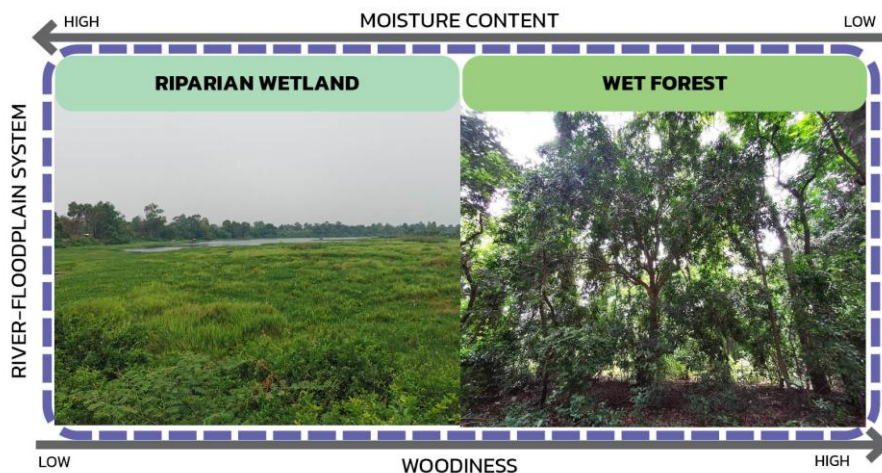 MOISTURE CONTENT
HIGH
LOW
RIPARIAN WETLAND
WET FOREST
RIVER-FLOODPLAIN SYSTEM
LOW
HIGH
WOODINESS